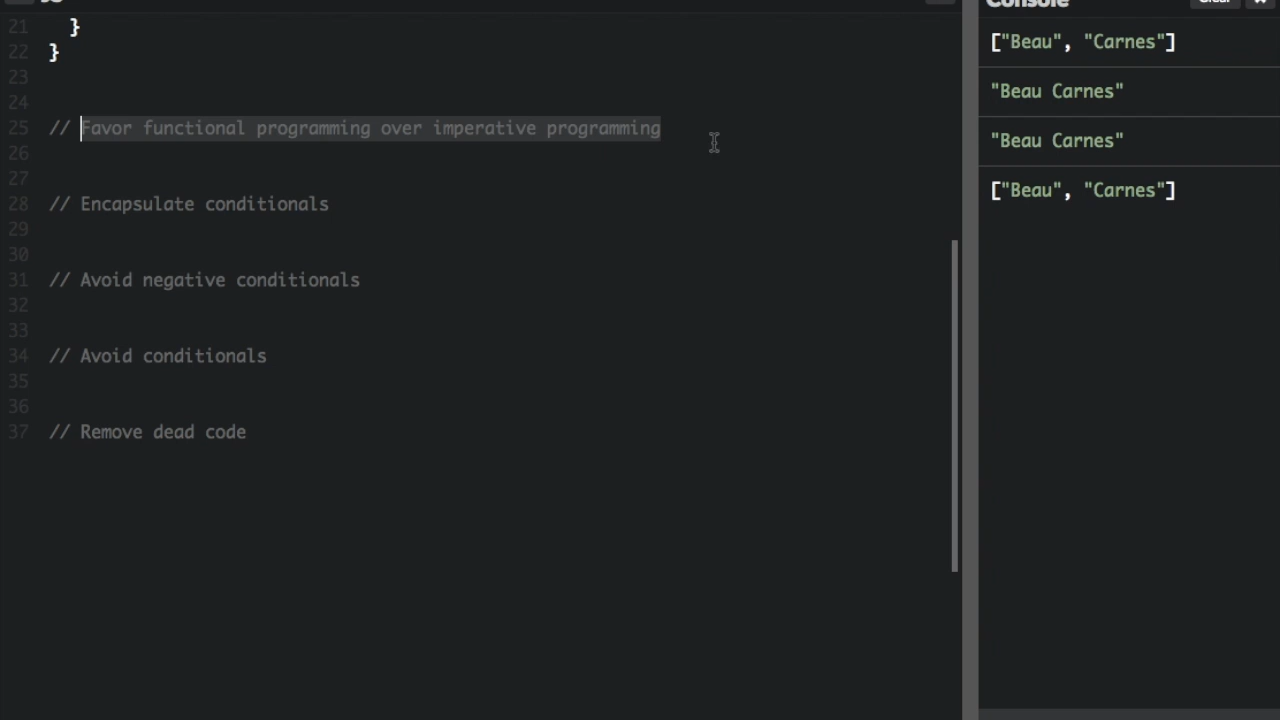 21 }
22 }
23
24
25 // Favor functional programming over imperative programming
26
27
28 // Encapsulate conditionals
29
30
31 // Avoid negative conditionals
32
33
34 // Avoid conditionals
35
36
37 // Remove dead code
Console
["Beau", "Carnes"]
"Beau Carnes"
"Beau Carnes"
["Beau", "Carnes"]